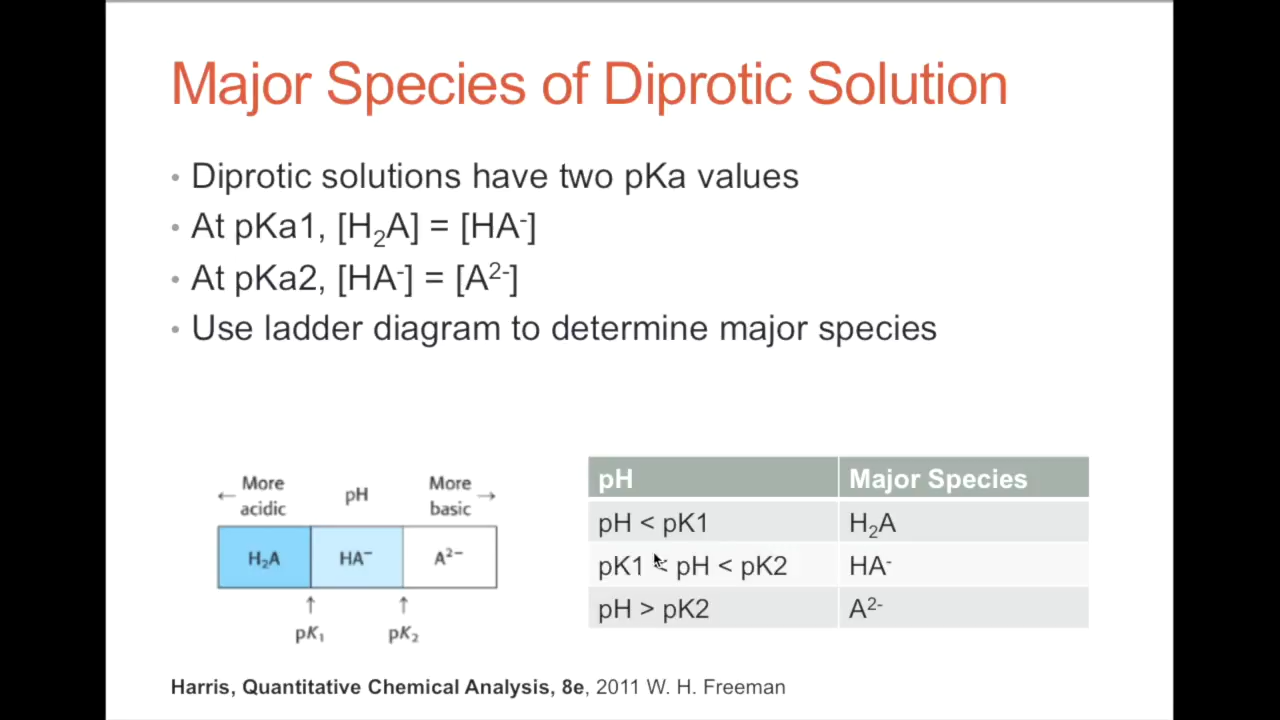 Major Species of Diprotic Solution
• Diprotic solutions have two pKa values
• At pKa1, [H₂A] = [HA⁻]
• At pKa2, [HA⁻] = [A²⁻]
• Use ladder diagram to determine major species
← More acidic pH More basic →
H₂A HA⁻ A²⁻
↑ ↑
pK₁ pK₂
pH Major Species
pH < pK1 H₂A
pK1 < pH < pK2 HA⁻
pH > pK2 A²⁻
Harris, Quantitative Chemical Analysis, 8e, 2011 W. H. Freeman